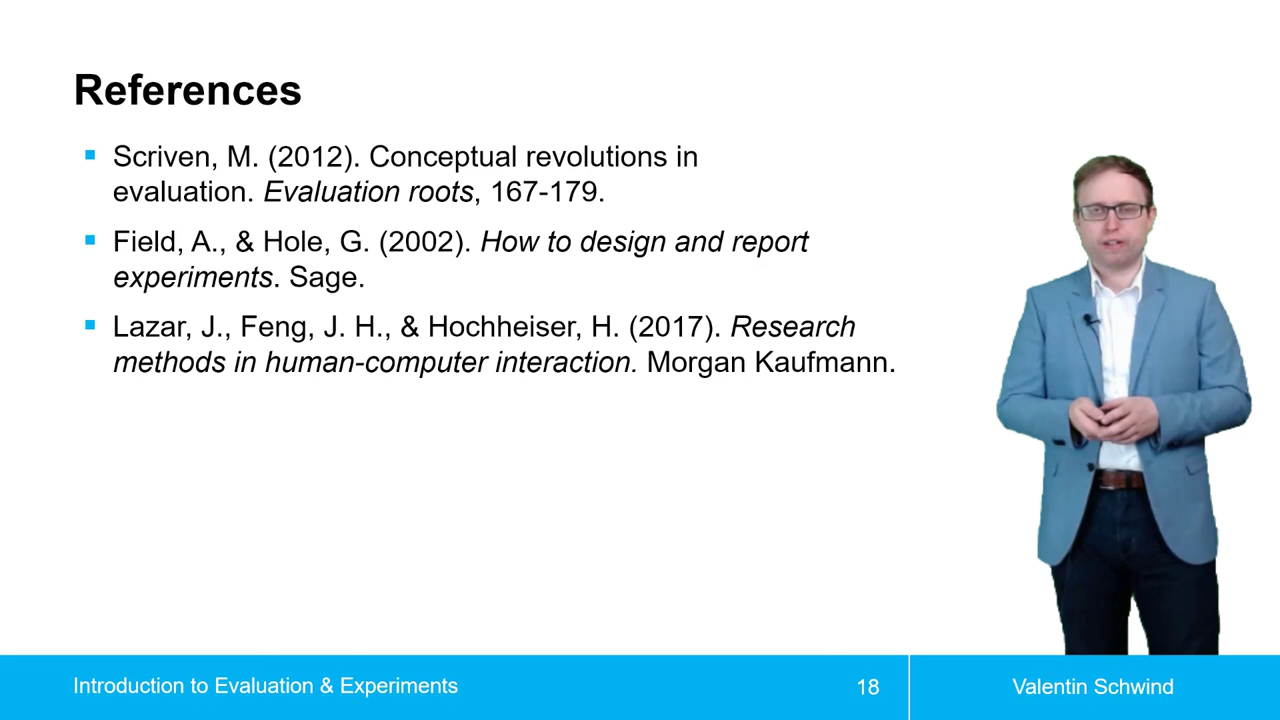 References
Scriven, M. (2012). Conceptual revolutions in
evaluation. Evaluation roots, 167-179.
Field, A., & Hole, G. (2002). How to design and report
experiments. Sage.
Lazar, J., Feng, J. H., & Hochheiser, H. (2017). Research
methods in human-computer interaction. Morgan Kaufmann.
Introduction to Evaluation & Experiments
18
Valentin Schwind